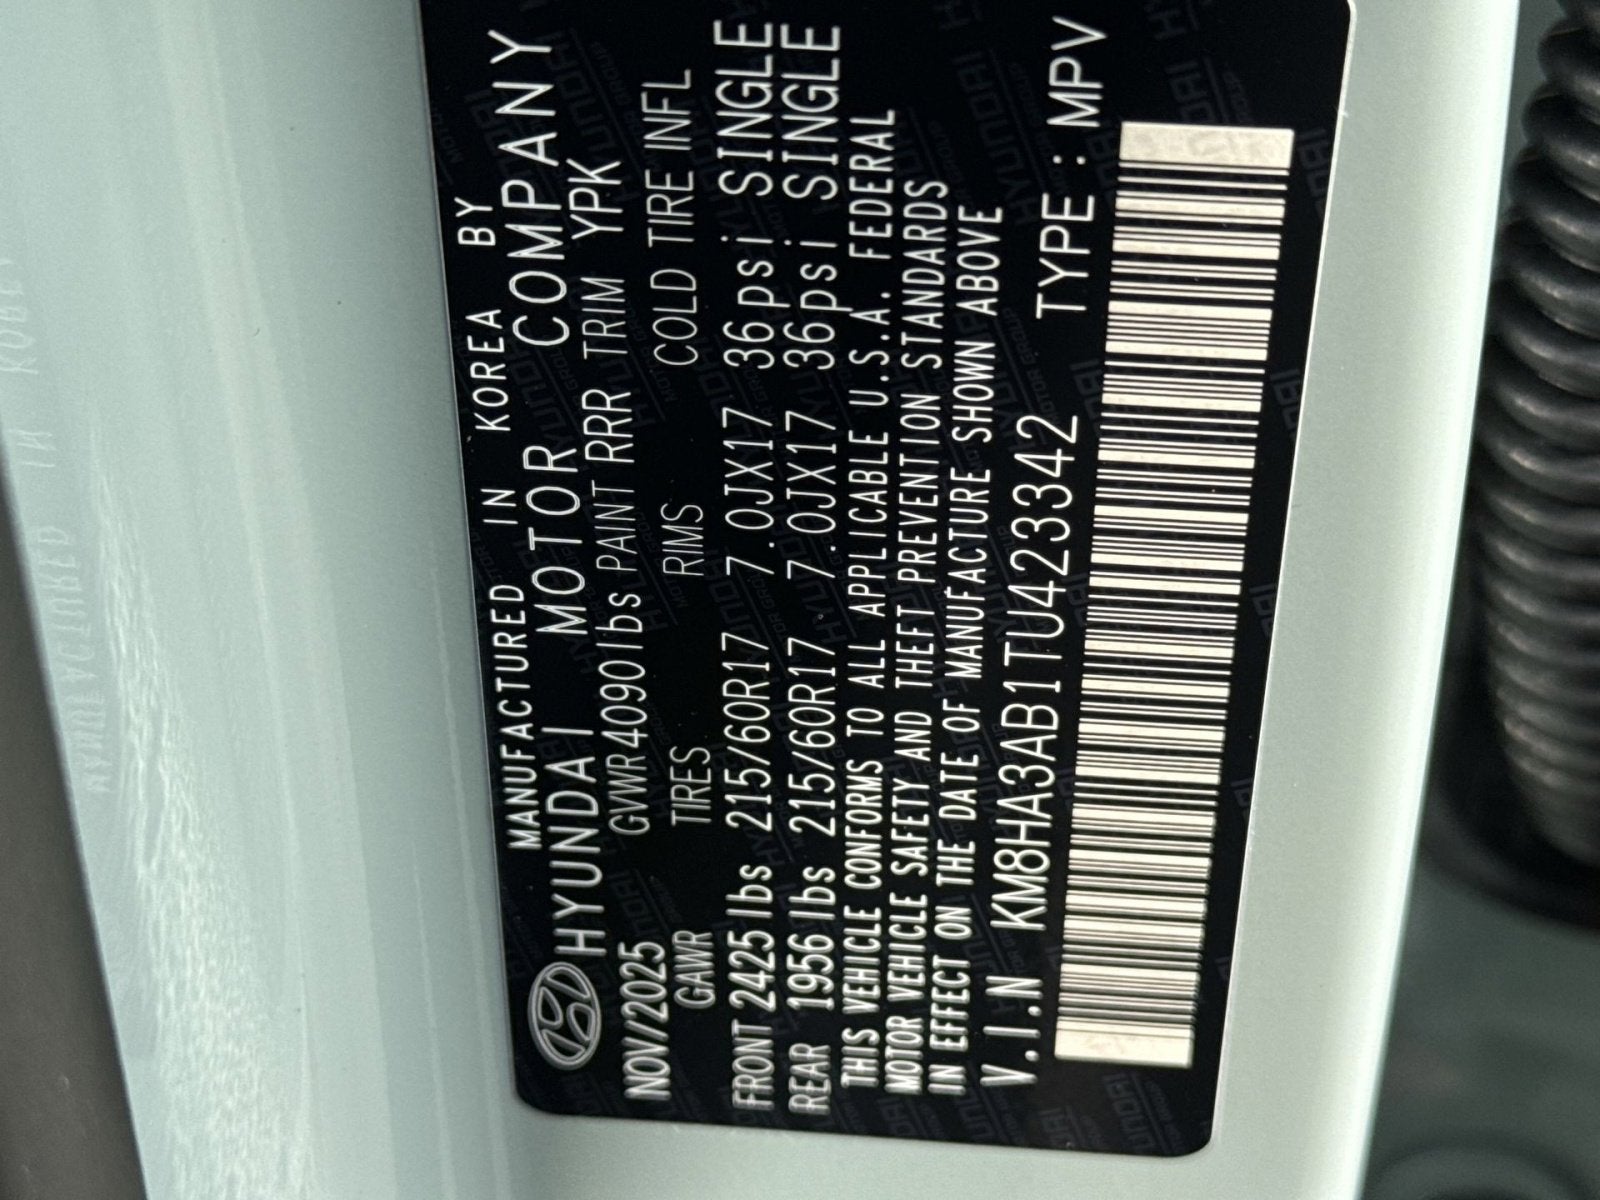 MANUFACTURED IN KOREA BY
HYUNDAI MOTOR COMPANY
NOV/2025 GVWR4090lbs PAINT RRR TRIM YPK
GAWR TIRES RIMS COLD TIRE INFL
FRONT 2425lbs 215/60R17 7.0JX17 36psi SINGLE
REAR 1956lbs 215/60R17 7.0JX17 36psi SINGLE
THIS VEHICLE CONFORMS TO ALL APPLICABLE U.S.A. FEDERAL
MOTOR VEHICLE SAFETY AND THEFT PREVENTION STANDARDS
IN EFFECT ON THE DATE OF MANUFACTURE SHOWN ABOVE
V.I.N KM8HA3AB1TU423342 TYPE : MPV